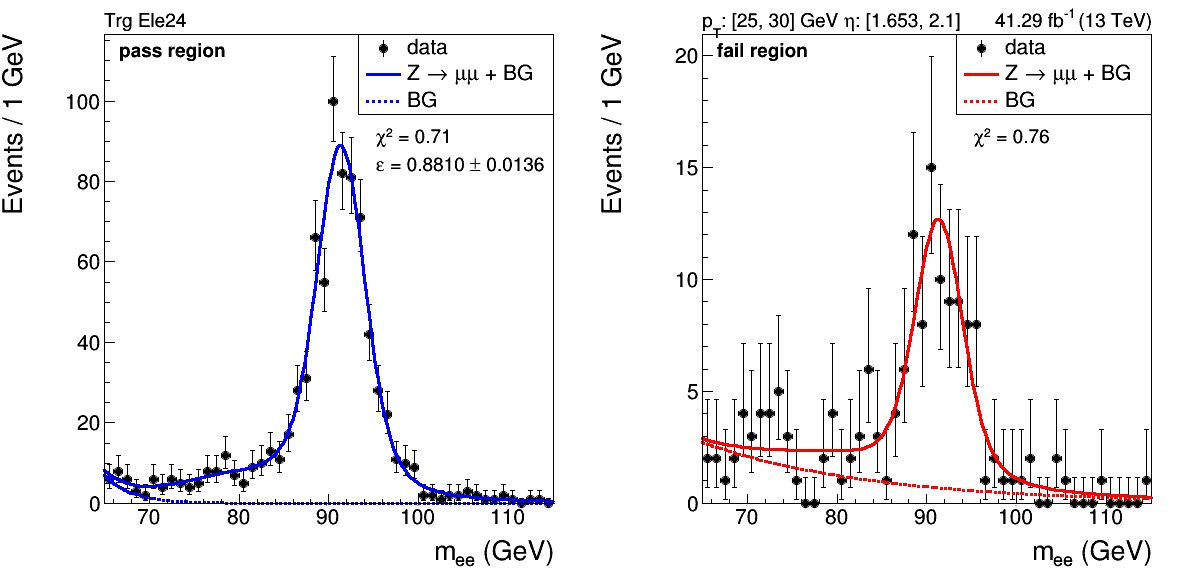 Trg Ele24
pass region
data
Z → μμ + BG
BG
χ² = 0.71
ε = 0.8810 ± 0.0136
Events / 1 GeV
100
80
60
40
20
0
70
80
90
100
110
m_ee (GeV)
p_T: [25, 30] GeV η: [1.653, 2.1]
41.29 fb⁻¹ (13 TeV)
fail region
data
Z → μμ + BG
BG
χ² = 0.76
Events / 1 GeV
20
15
10
5
0
70
80
90
100
110
m_ee (GeV)